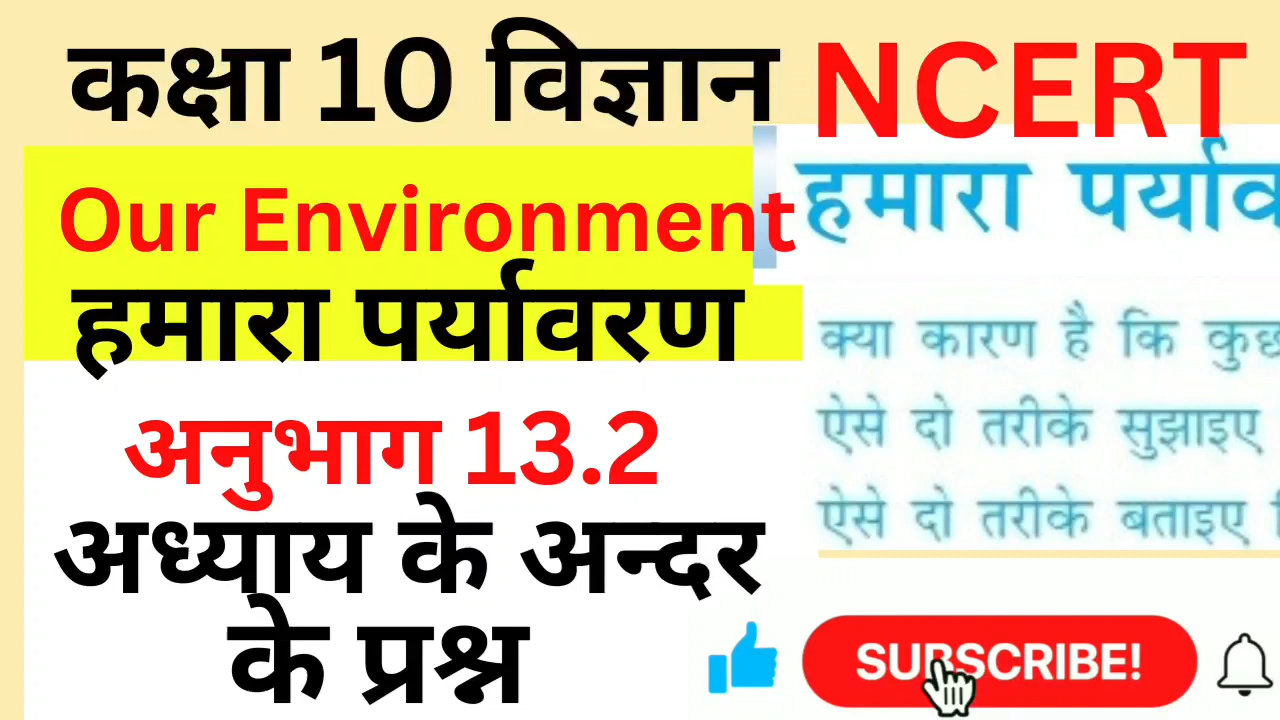 कक्षा 10 विज्ञान NCERT
Our Environment
हमारा पर्यावरण
अनुभाग 13.2
अध्याय के अन्दर
के प्रश्न
हमारा
क्या कारण है कि
ऐसे दो तरीके सुझाइए
ऐसे दो तरीके बताइए
SUBSCRIBE!